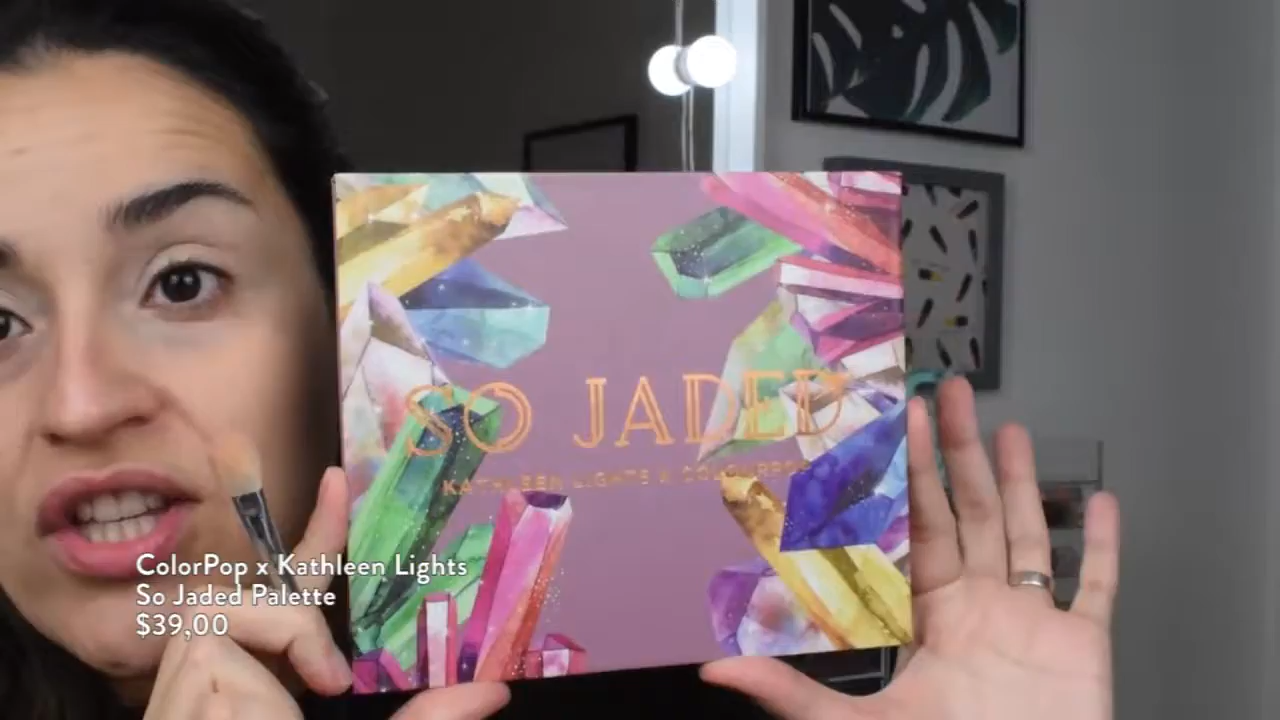 SO JADED
KATHLEEN LIGHTS X COLOURPOP
ColorPop x Kathleen Lights
So Jaded Palette
$39,00